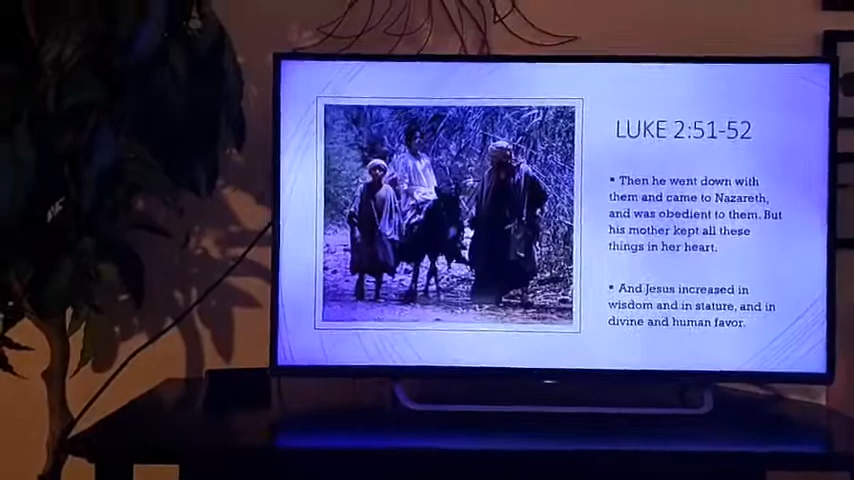 LUKE 2:51-52
• Then he went down with
them and came to Nazareth,
and was obedient to them. But
his mother kept all these
things in her heart.
• And Jesus increased in
wisdom and in stature, and in
divine and human favor.